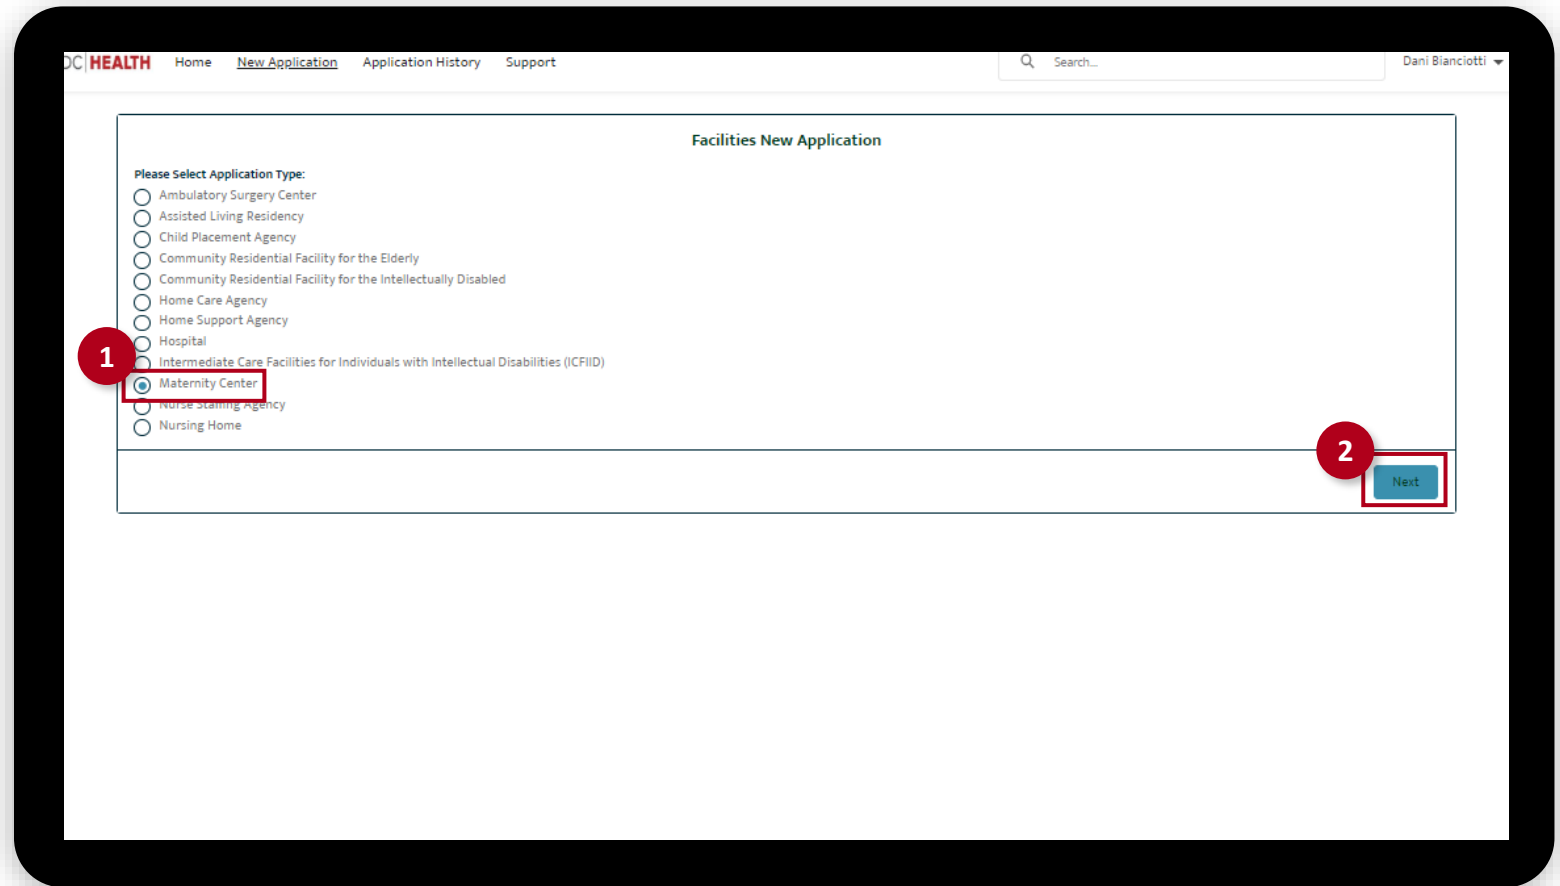 DC|HEALTH Home New Application Application History Support Search... Dani Bianciotti
Facilities New Application
Please Select Application Type:
Ambulatory Surgery Center
Assisted Living Residency
Child Placement Agency
Community Residential Facility for the Elderly
Community Residential Facility for the Intellectually Disabled
Home Care Agency
Home Support Agency
Hospital
1
Intermediate Care Facilities for Individuals with Intellectual Disabilities (ICFIID)
Maternity Center
Nurse Staffing Agency
Nursing Home
2
Next